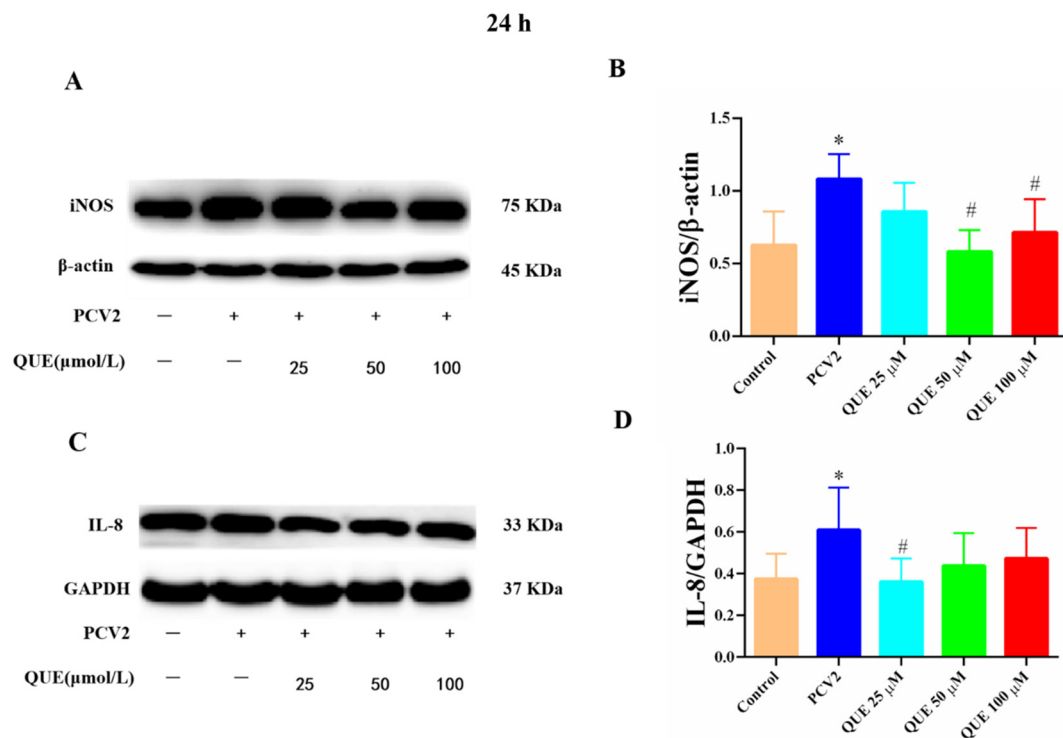 24 h
A
iNOS
75 KDa
β-actin
45 KDa
PCV2 — + + + +
QUE(μmol/L) — — 25 50 100
B
iNOS/β-actin
1.5
1.0
0.5
0.0
*
#
#
Control
PCV2
QUE 25 μM
QUE 50 μM
QUE 100 μM
C
IL-8
33 KDa
GAPDH
37 KDa
PCV2 — + + + +
QUE(μmol/L) — — 25 50 100
D
IL-8/GAPDH
1.0
0.8
0.6
0.4
0.2
0.0
*
#
Control
PCV2
QUE 25 μM
QUE 50 μM
QUE 100 μM